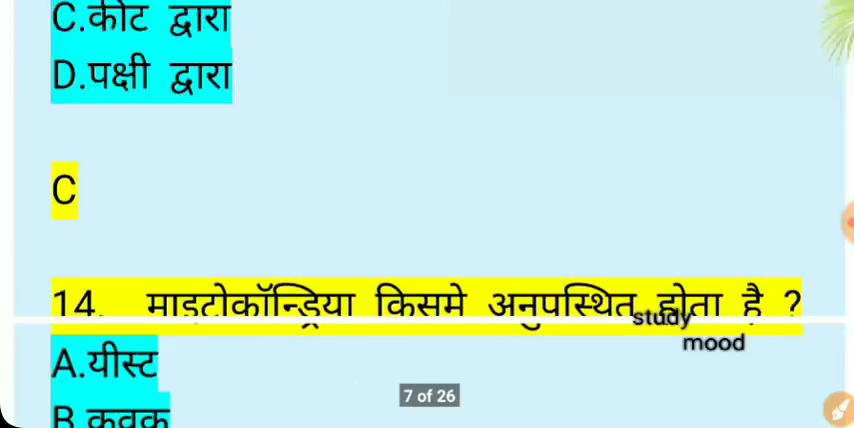 C.कीट द्वारा
D.पक्षी द्वारा
C
14. माइटोकॉन्ड्रिया किसमे अनुपस्थित होता है ?
study
mood
A.यीस्ट
7 of 26
B.कवक